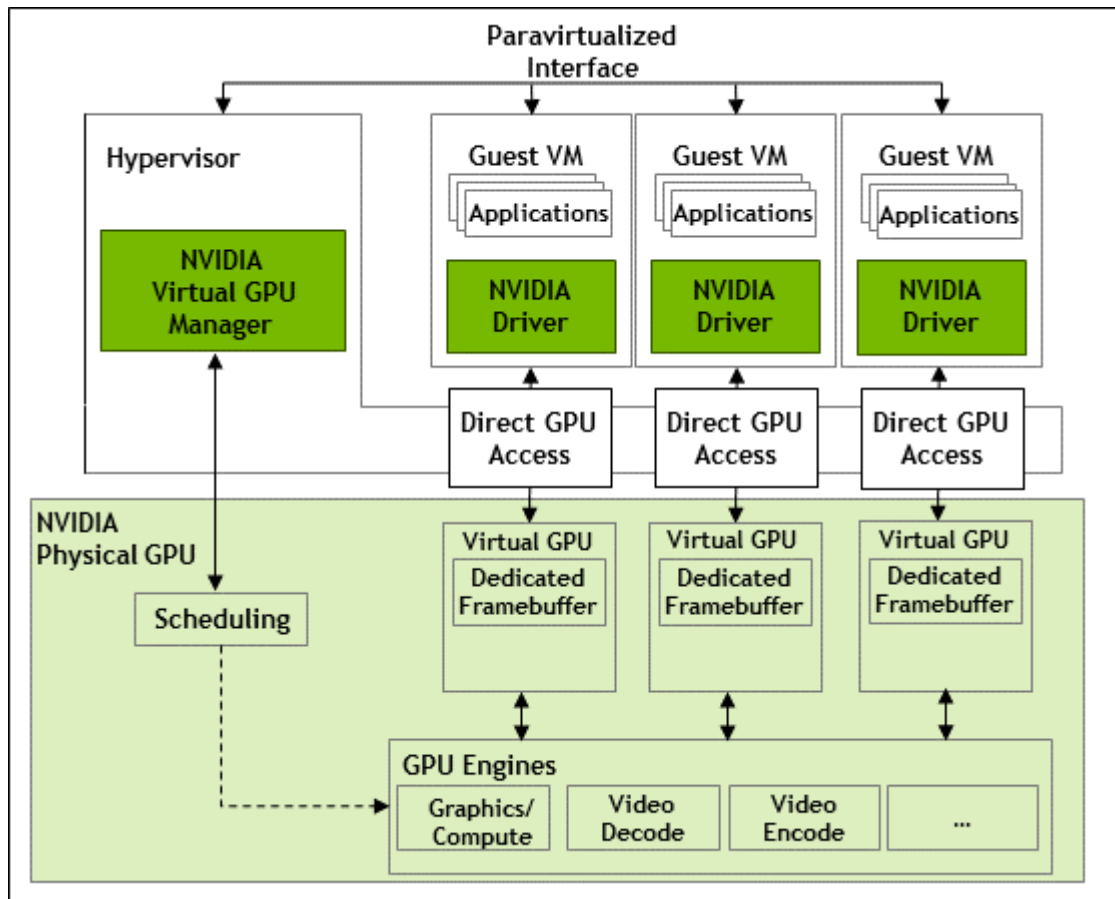 Paravirtualized
Interface
Hypervisor
NVIDIA
Virtual GPU
Manager
Guest VM
Applications
NVIDIA
Driver
Guest VM
Applications
NVIDIA
Driver
Guest VM
Applications
NVIDIA
Driver
Direct GPU
Access
Direct GPU
Access
Direct GPU
Access
NVIDIA
Physical GPU
Scheduling
Virtual GPU
Dedicated
Framebuffer
Virtual GPU
Dedicated
Framebuffer
Virtual GPU
Dedicated
Framebuffer
GPU Engines
Graphics/
Compute
Video
Decode
Video
Encode
...